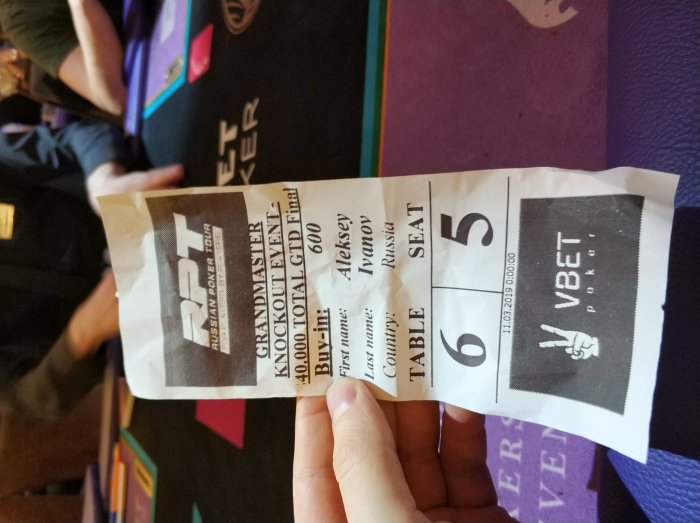 RPT
RUSSIAN POKER TOUR
GRANDMASTER
KNOCKOUT EVENT -
40,000 TOTAL GTD Final
Buy-in: 600
First name: Aleksey
Last name: Ivanov
Country: Russia
TABLE SEAT
6 5
11.03.2019 0:00:00
VBET
poker